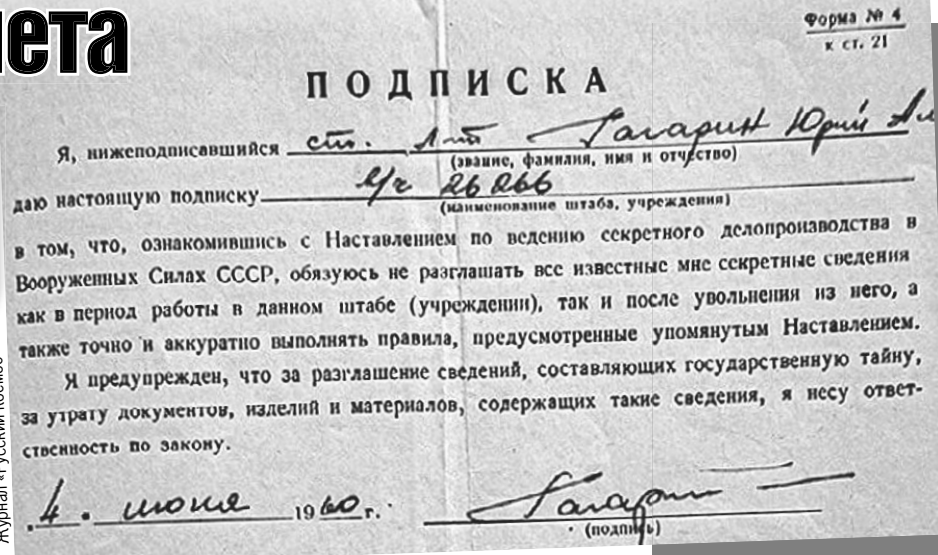 лета
Форма № 4
к ст. 21
ПОДПИСКА
Я, нижеподписавшийся ст. л-т Гагарин Юрий Ал
(звание, фамилия, имя и отчество)
даю настоящую подписку в/ч 26266
(наименование штаба, учреждения)
в том, что, ознакомившись с Наставлением по ведению секретного делопроизводства в
Вооруженных Силах СССР, обязуюсь не разглашать все известные мне секретные сведения
как в период работы в данном штабе (учреждении), так и после увольнения из него, а
также точно и аккуратно выполнять правила, предусмотренные упомянутым Наставлением.
Я предупрежден, что за разглашение сведений, составляющих государственную тайну,
за утрату документов, изделий и материалов, содержащих такие сведения, я несу ответ-
ственность по закону.
4. июня 1960 г. Гагарин
(подпись)
Журнал «Русский космос»